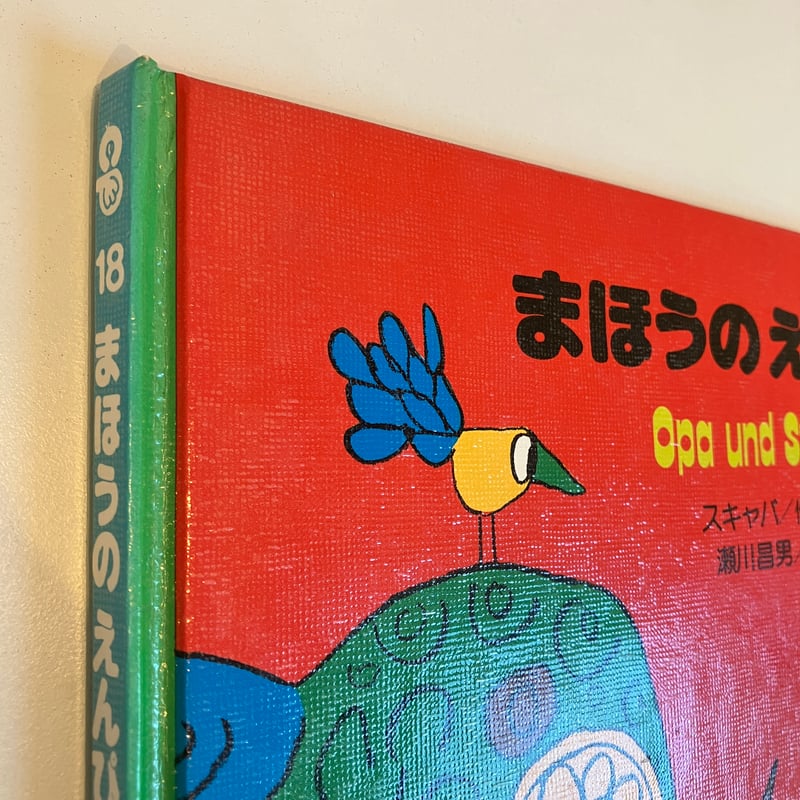 18 まほうのえんぴ
まほうのえ
Opa und S
スキャバ/
瀬川昌男